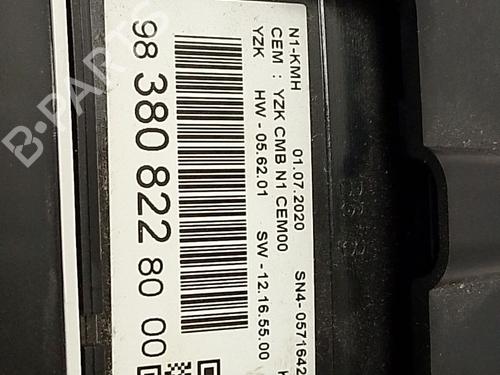 N1-KMH 01.07.2020 SN4-0571642
CEM : YZK CMB N1 CEM00
YZK HW - 05.62.01 SW -12.16.55.00
98 380 822 80 00
B-PARTS